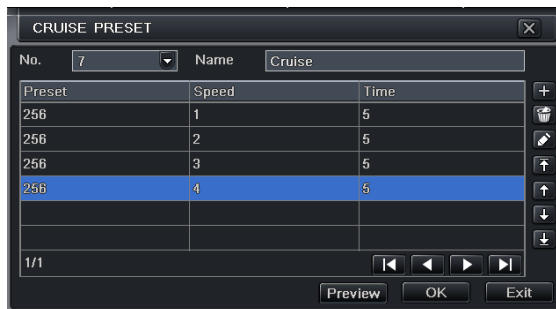 CRUISE PRESET
No. 7 Name Cruise
Preset Speed Time
256 1 5
256 2 5
256 3 5
256 4 5
1/1
Preview OK Exit